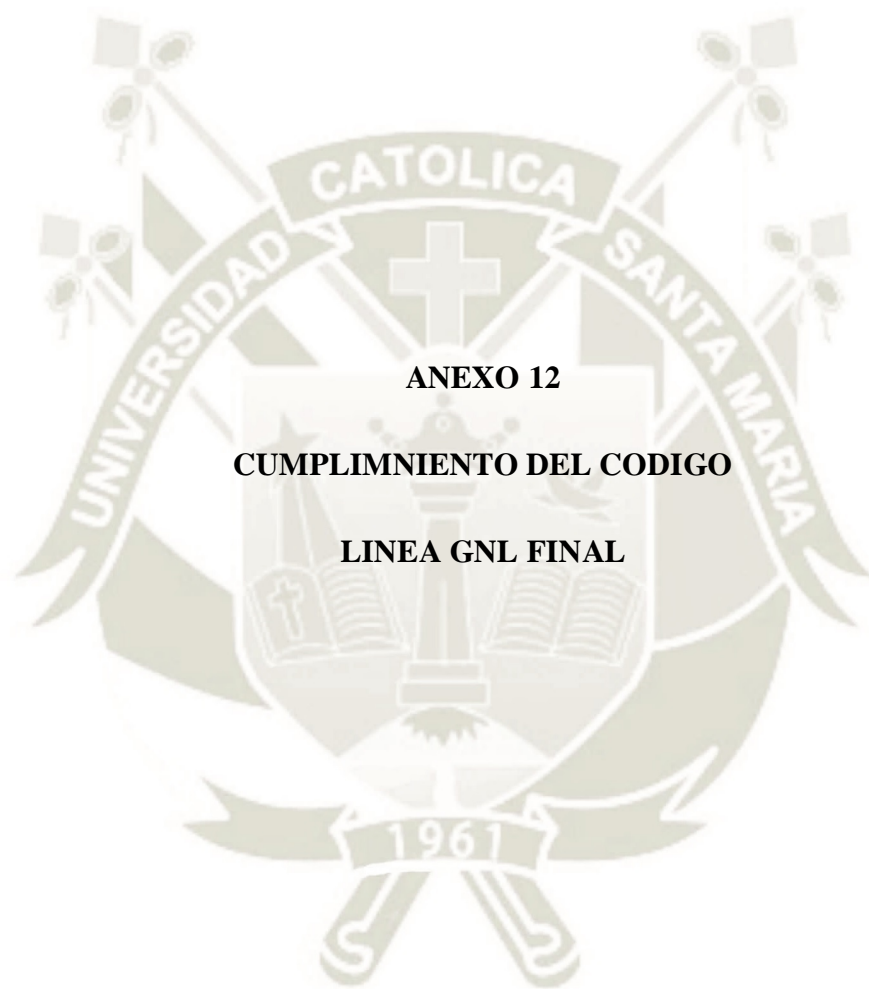 CATOLICA
UNIVERSIDAD
SANTA MARIA
ANEXO 12
CUMPLIMNIENTO DEL CODIGO
LINEA GNL FINAL
1961